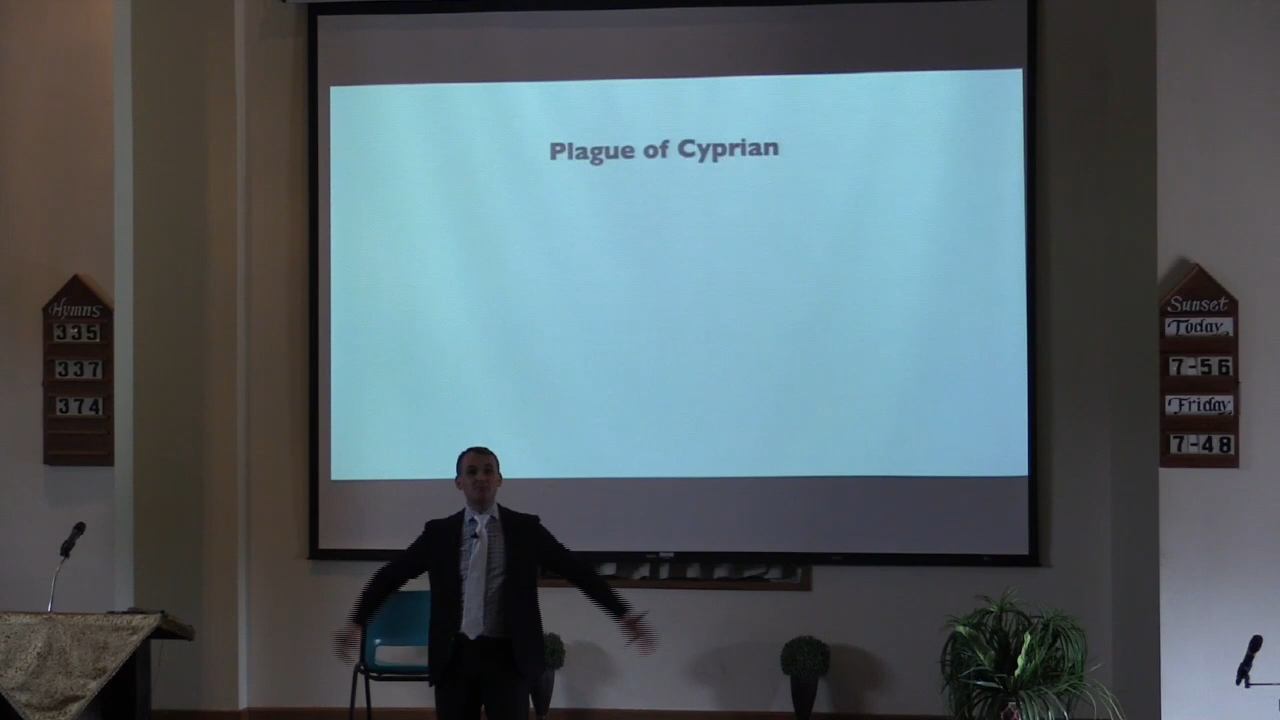 Plague of Cyprian
Hymns
335
337
374
Sunset
Today
7-56
Friday
7-48